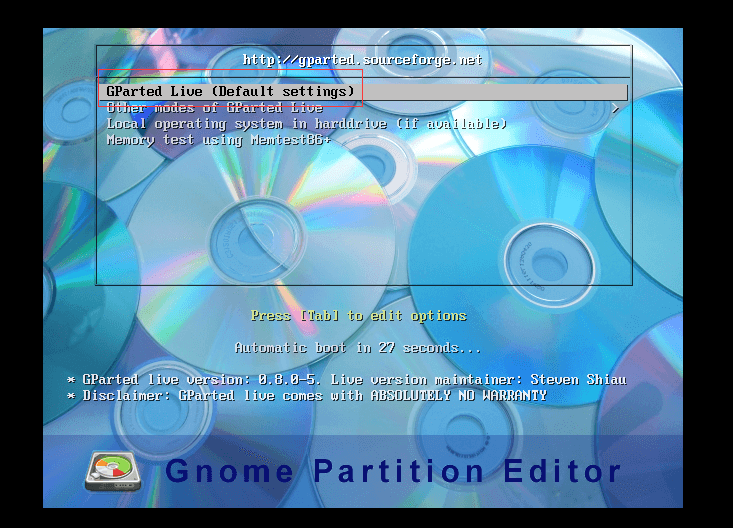 http://gparted.sourceforge.net
GParted Live (Default settings)
Other modes of GParted Live >
Local operating system in harddrive (if available)
Memory test using Memtest86+
Press [Tab] to edit options
Automatic boot in 27 seconds...
* GParted live version: 0.8.0-5. Live version maintainer: Steven Shiau
* Disclaimer: GParted live comes with ABSOLUTELY NO WARRANTY
Gnome Partition Editor